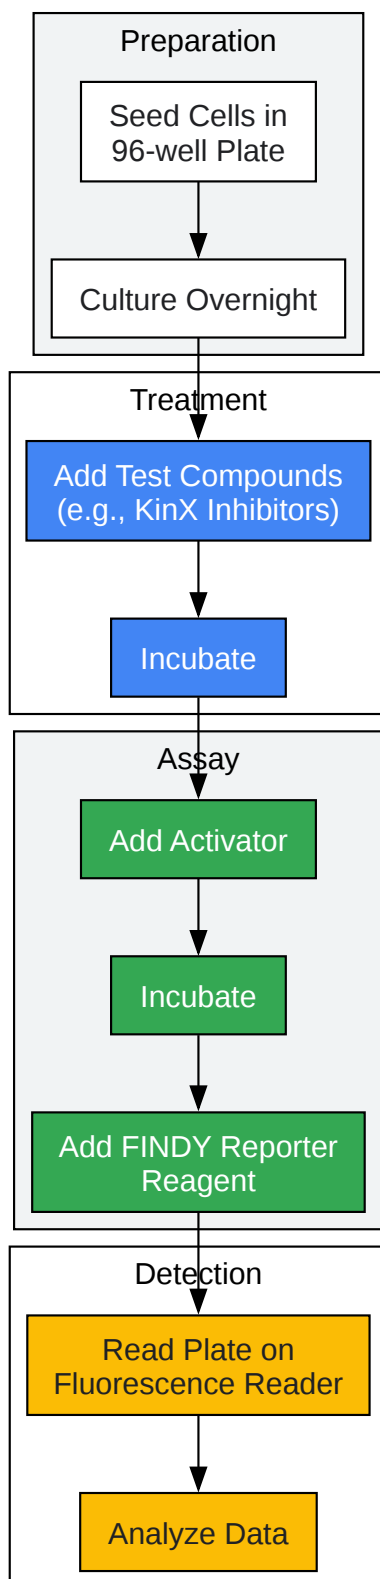 Preparation
Seed Cells in
96-well Plate
Culture Overnight
Treatment
Add Test Compounds
(e.g., KinX Inhibitors)
Incubate
Assay
Add Activator
Incubate
Add FINDY Reporter
Reagent
Detection
Read Plate on
Fluorescence Reader
Analyze Data